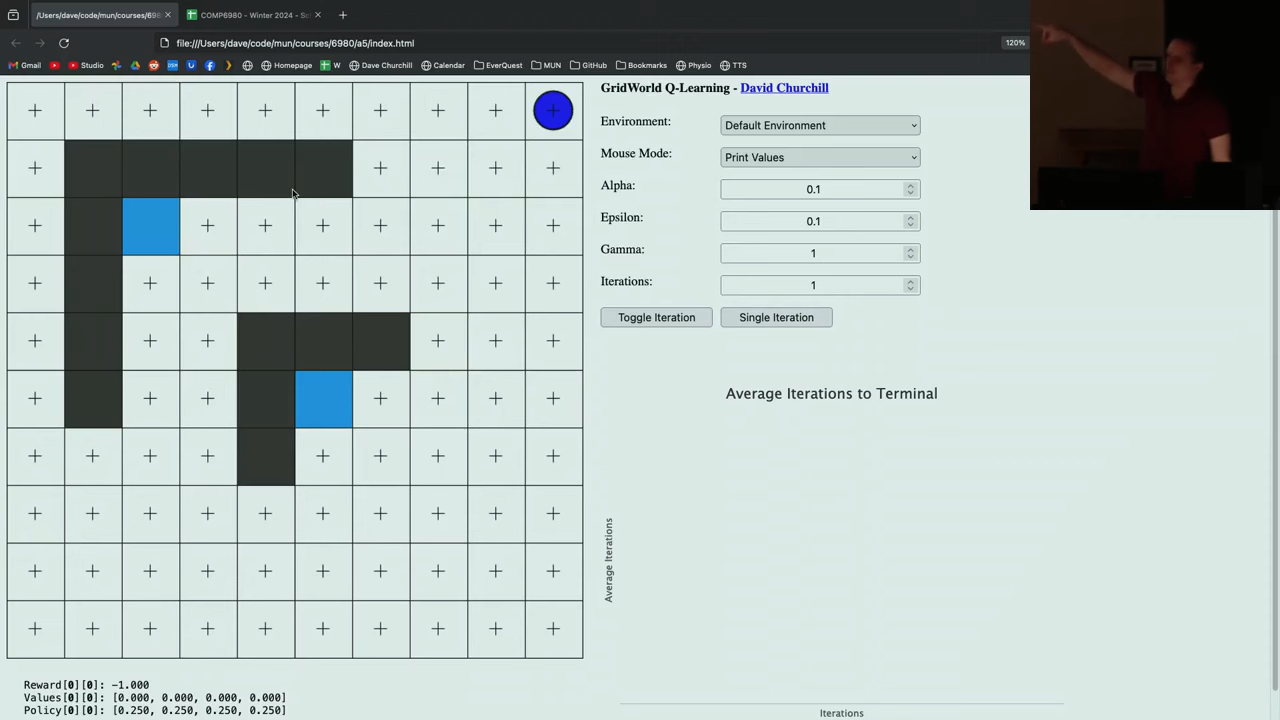 /Users/dave/code/mun/courses/698
COMP6980 - Winter 2024 - Sc
file:///Users/dave/code/mun/courses/6980/a5/index.html
120%
Gmail
Studio
Homepage
W
Dave Churchill
Calendar
EverQuest
MUN
GitHub
Bookmarks
Physio
TTS
GridWorld Q-Learning - David Churchill
Environment: Default Environment
Mouse Mode: Print Values
Alpha: 0.1
Epsilon: 0.1
Gamma: 1
Iterations: 1
Toggle Iteration Single Iteration
Average Iterations to Terminal
Average Iterations
Iterations
Reward[0][0]: -1.000
Values[0][0]: [0.000, 0.000, 0.000, 0.000]
Policy[0][0]: [0.250, 0.250, 0.250, 0.250]